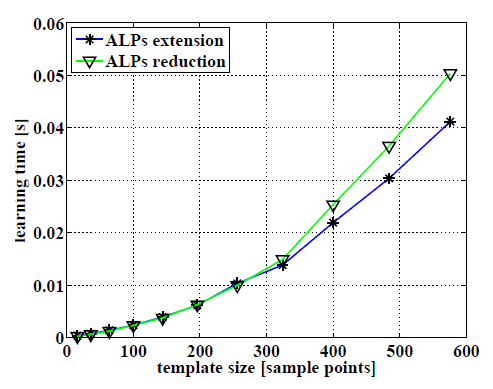 0.06
0.05
0.04
0.03
0.02
0.01
0
learning time [s]
ALPs extension
ALPs reduction
0 100 200 300 400 500 600
template size [sample points]